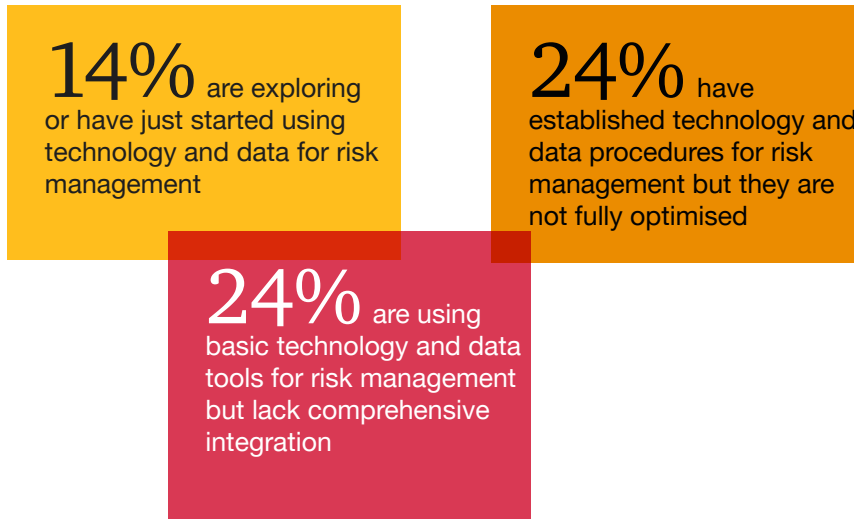 14% are exploring
or have just started using
technology and data for risk
management
24% have
established technology and
data procedures for risk
management but they are
not fully optimised
24% are using
basic technology and data
tools for risk management
but lack comprehensive
integration